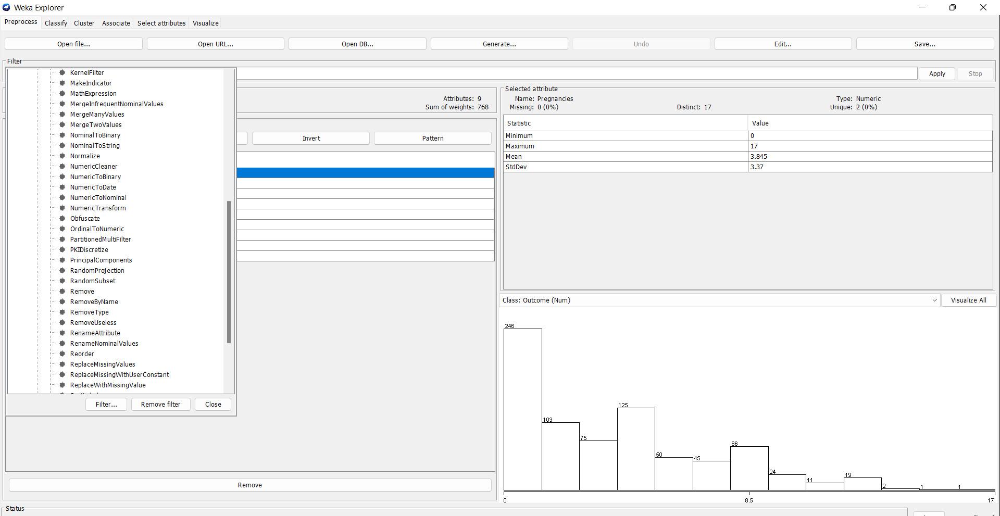 Weka Explorer
Preprocess Classify Cluster Associate Select attributes Visualize
Open file... Open URL... Open DB... Generate... Undo Edit... Save...
Filter
Apply Stop
KernelFilter
MakeIndicator
MathExpression
MergeInfrequentNominalValues
MergeManyValues
MergeTwoValues
NominalToBinary
NominalToString
Normalize
NumericCleaner
NumericToBinary
NumericToDate
NumericToNominal
NumericTransform
Obfuscate
OrdinalToNumeric
PartitionedMultiFilter
PKIDiscretize
PrincipalComponents
RandomProjection
RandomSubset
Remove
RemoveByName
RemoveType
RemoveUseless
RenameAttribute
RenameNominalValues
Reorder
ReplaceMissingValues
ReplaceMissingWithUserConstant
ReplaceWithMissingValue
Filter... Remove filter Close
Attributes: 9
Sum of weights: 768
Invert Pattern
Remove
Selected attribute
Name: Pregnancies Type: Numeric
Missing: 0 (0%) Distinct: 17 Unique: 2 (0%)
Statistic Value
Minimum 0
Maximum 17
Mean 3.845
StdDev 3.37
Class: Outcome (Num) Visualize All
246
103
75
125
50
45
66
24
11
19
2
1
1
0 8.5 17
Status